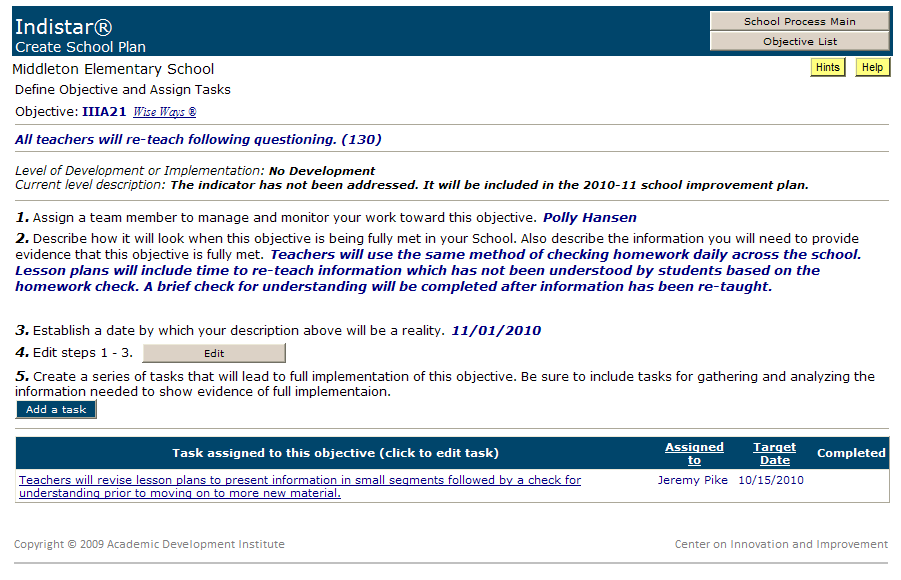 Indistar®
Create School Plan
School Process Main
Objective List
Middleton Elementary School
Hints
Help
Define Objective and Assign Tasks
Objective: IIIA21 Wise Ways ®
All teachers will re-teach following questioning. (130)
Level of Development or Implementation: No Development
Current level description: The indicator has not been addressed. It will be included in the 2010-11 school improvement plan.
1. Assign a team member to manage and monitor your work toward this objective. Polly Hansen
2. Describe how it will look when this objective is being fully met in your School. Also describe the information you will need to provide
evidence that this objective is fully met. Teachers will use the same method of checking homework daily across the school.
Lesson plans will include time to re-teach information which has not been understood by students based on the
homework check. A brief check for understanding will be completed after information has been re-taught.
3. Establish a date by which your description above will be a reality. 11/01/2010
4. Edit steps 1 - 3. Edit
5. Create a series of tasks that will lead to full implementation of this objective. Be sure to include tasks for gathering and analyzing the
information needed to show evidence of full implementaion.
Add a task
Task assigned to this objective (click to edit task)
Assigned
to
Target
Date
Completed
Teachers will revise lesson plans to present information in small segments followed by a check for
understanding prior to moving on to more new material.
Jeremy Pike
10/15/2010
Copyright © 2009 Academic Development Institute
Center on Innovation and Improvement